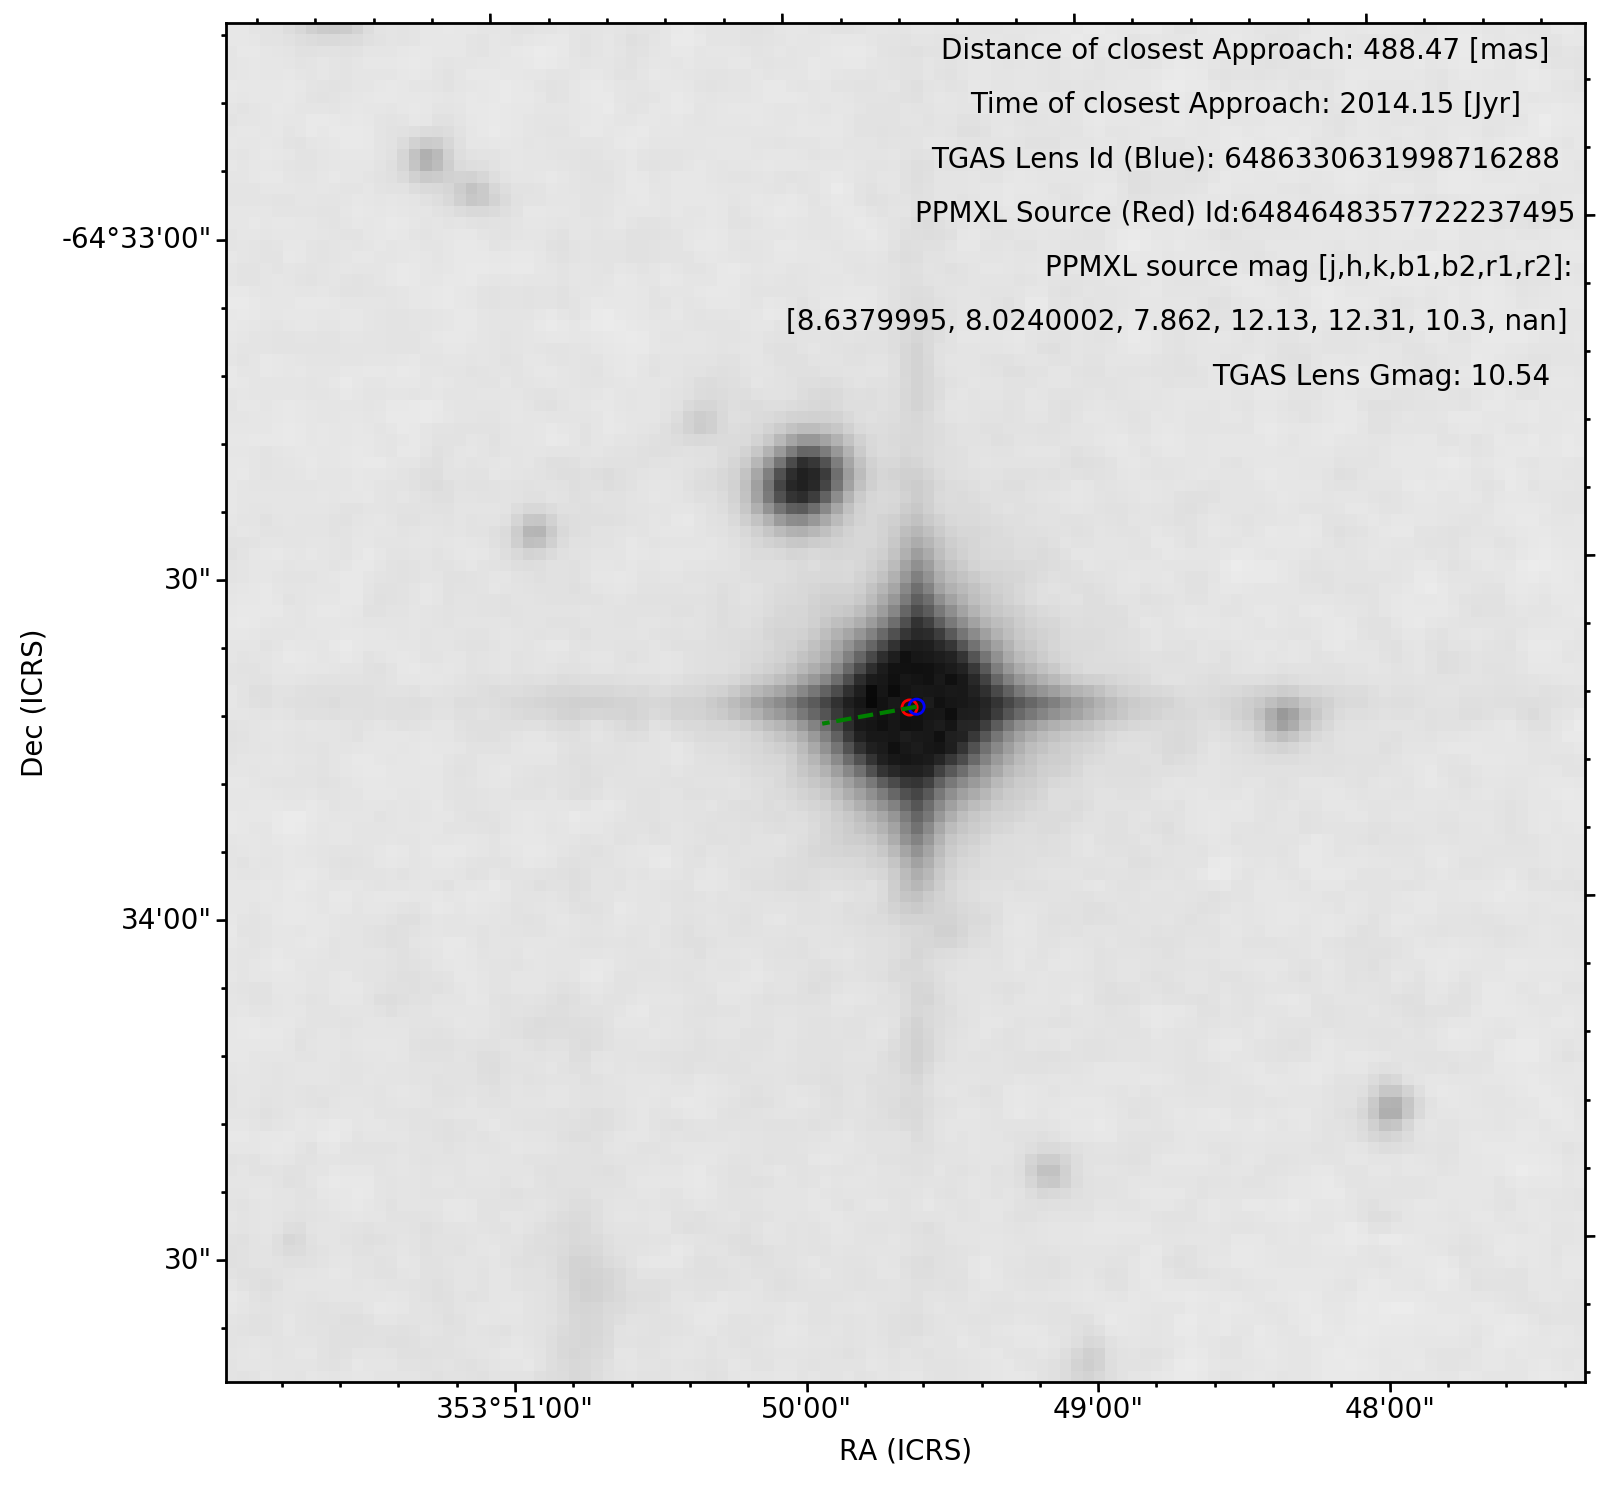 Distance of closest Approach: 488.47 [mas]
Time of closest Approach: 2014.15 [Jyr]
TGAS Lens Id (Blue): 6486330631998716288
PPMXL Source (Red) Id:6484648357722237495
PPMXL source mag [j,h,k,b1,b2,r1,r2]:
[8.6379995, 8.0240002, 7.862, 12.13, 12.31, 10.3, nan]
TGAS Lens Gmag: 10.54
-64°33'00"
30"
34'00"
30"
Dec (ICRS)
353°51'00" 50'00" 49'00" 48'00"
RA (ICRS)